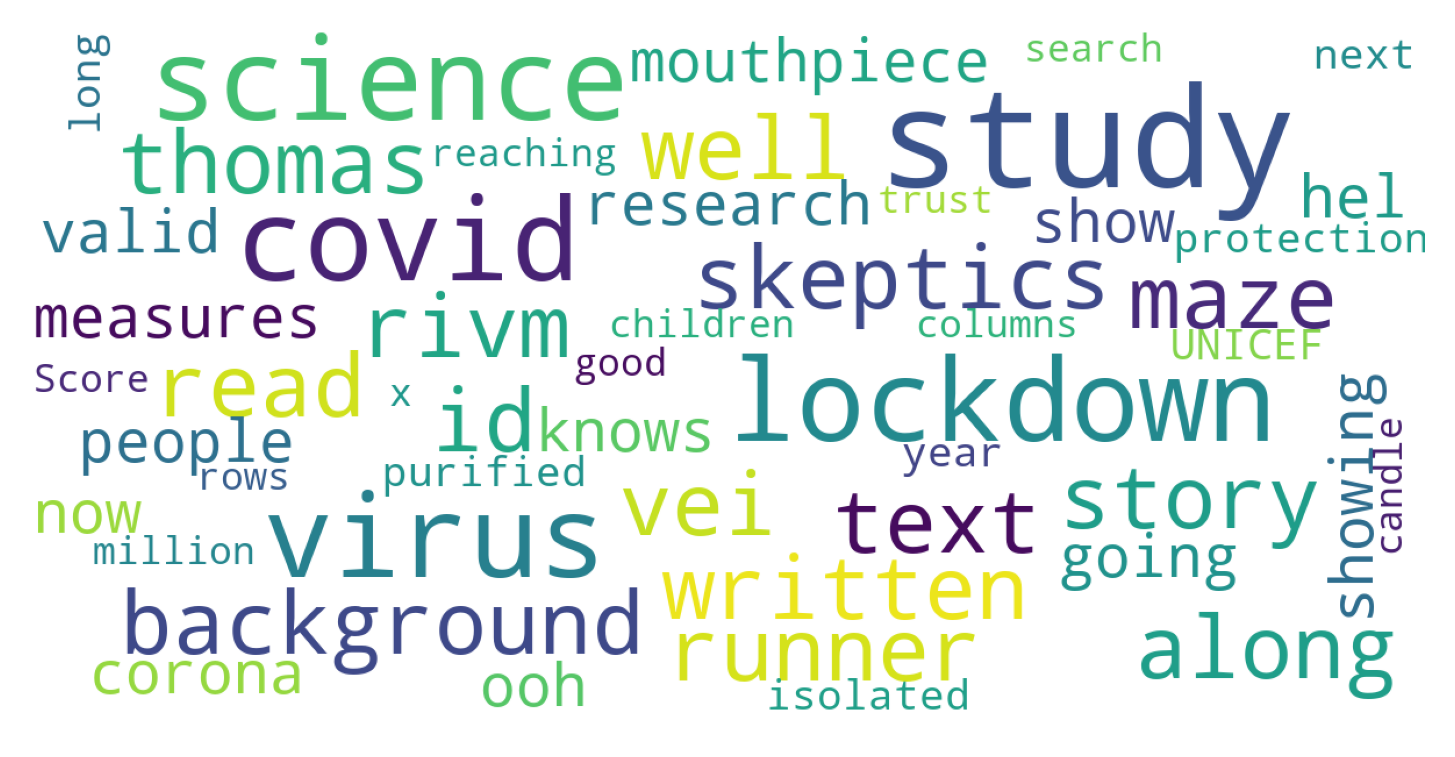 long
science
mouthpiece
search
next
study
thomas
reaching
well
research
trust
hel
valid
covid
show
protection
skeptics
maze
measures
rivm
children
columns
UNICEF
Score
read
x
good
lockdown
showing
people
id
knows
year
candle
rows
purified
now
virus
vei
text
story
million
going
background
written
runner
along
corona
ooh
isolated